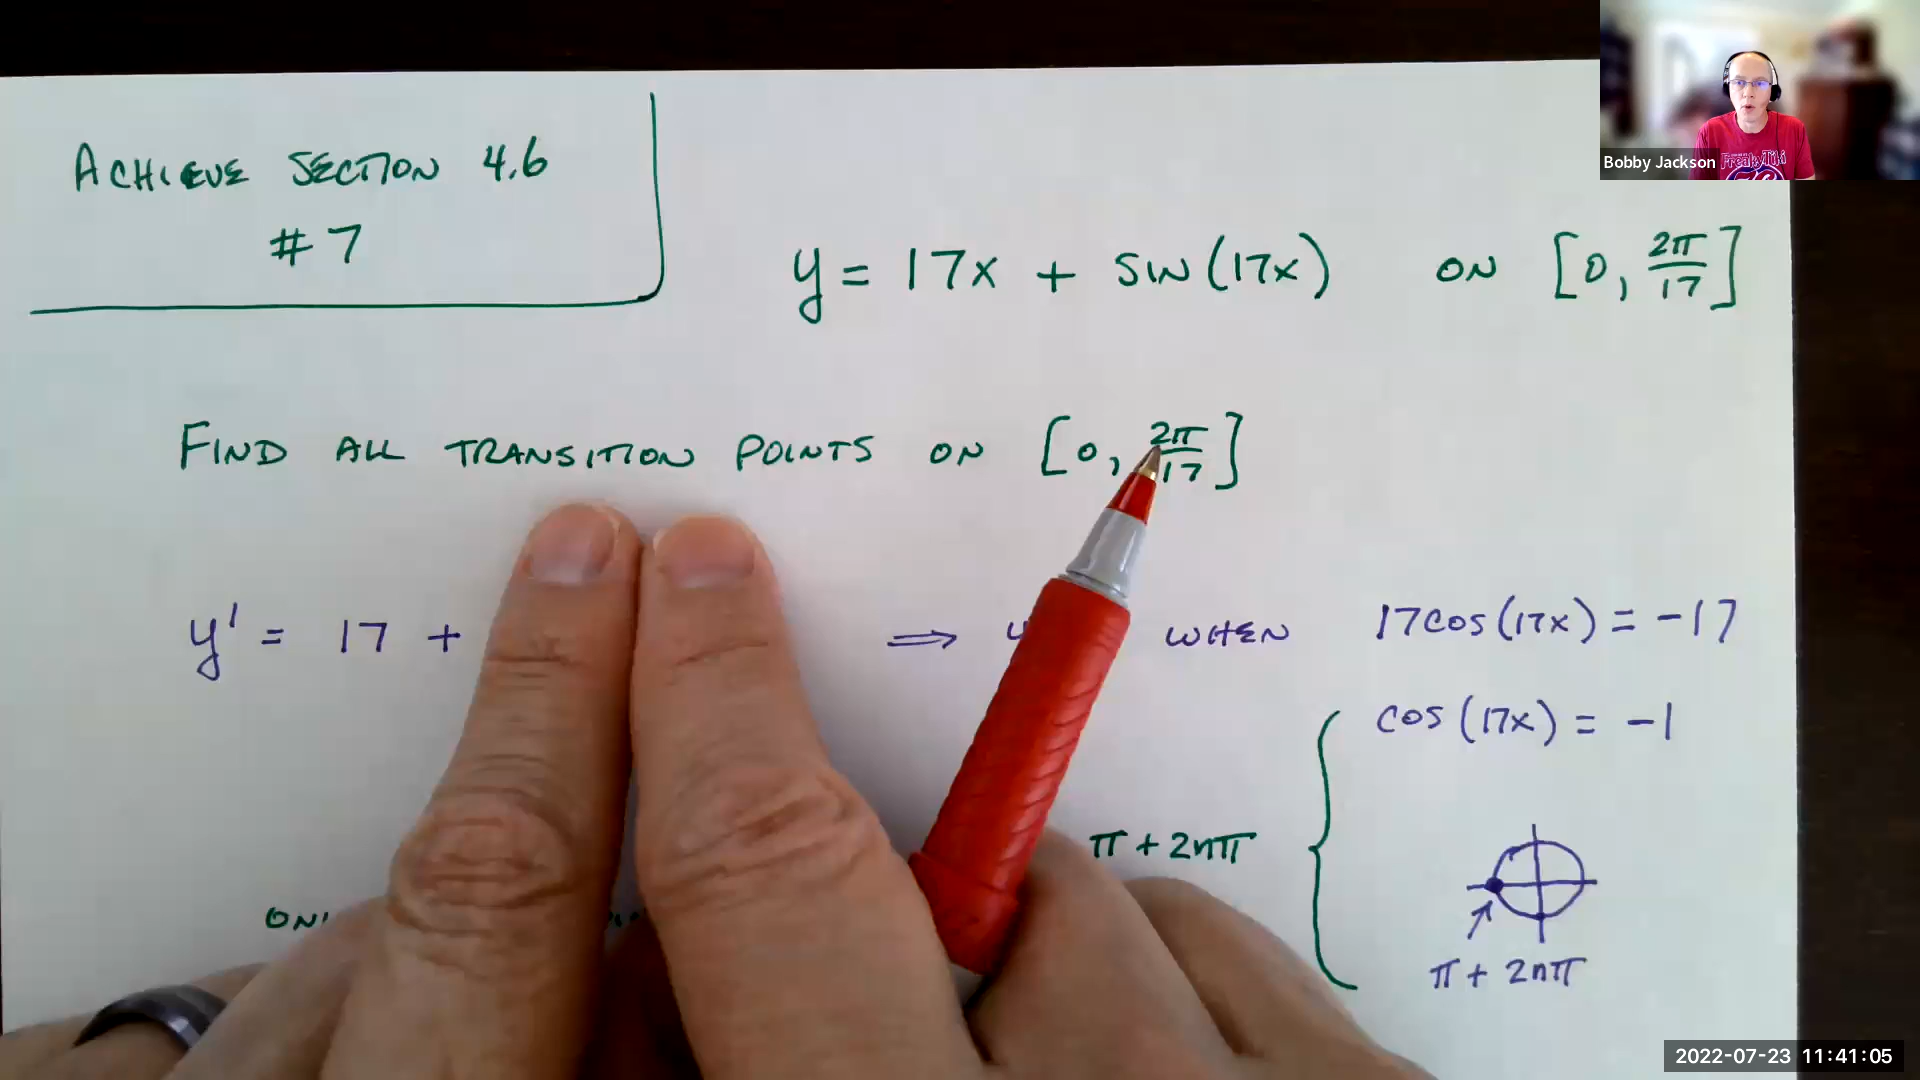 ACHIEVE SECTION 4.6
#7
y = 17x + SIN(17x) ON [0, 2π/17]
FIND ALL TRANSITION POINTS ON [0, 2π/17]
y' = 17 + ⇒ WHEN 17cos(17x) = -17
cos(17x) = -1
π + 2nπ
π + 2nπ
Bobby Jackson
FreakyTiki
2022-07-23 11:41:05